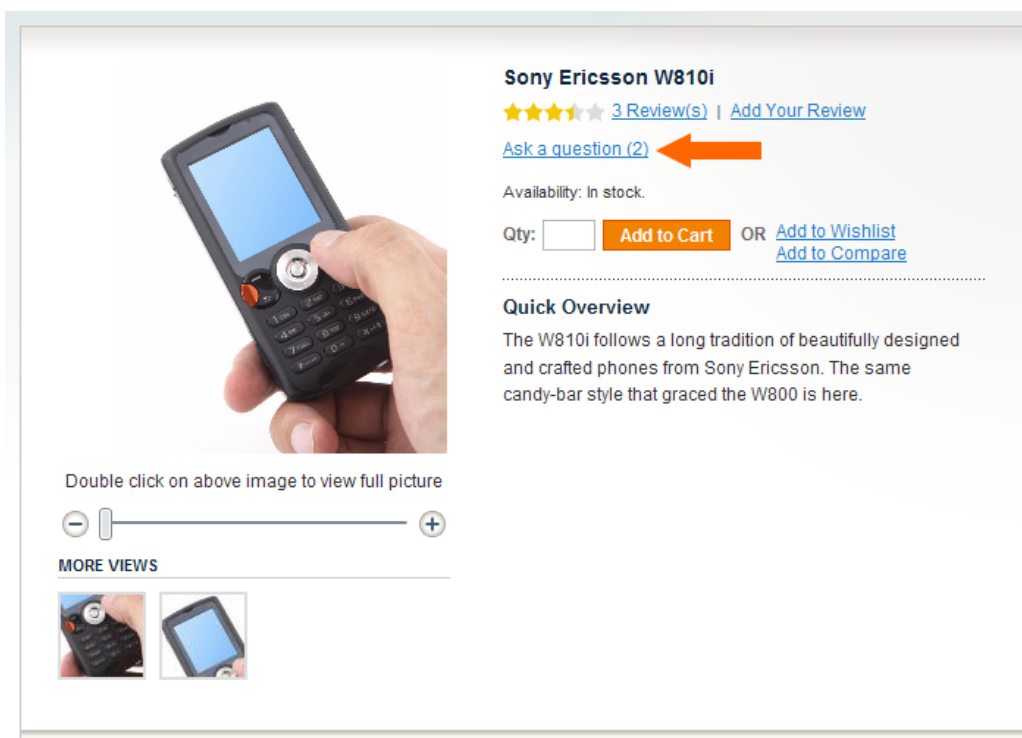 Sony Ericsson W810i
3 Review(s) | Add Your Review
Ask a question (2)
Availability: In stock.
Qty: Add to Cart OR Add to Wishlist
Add to Compare
Quick Overview
The W810i follows a long tradition of beautifully designed
and crafted phones from Sony Ericsson. The same
candy-bar style that graced the W800 is here.
Double click on above image to view full picture
MORE VIEWS